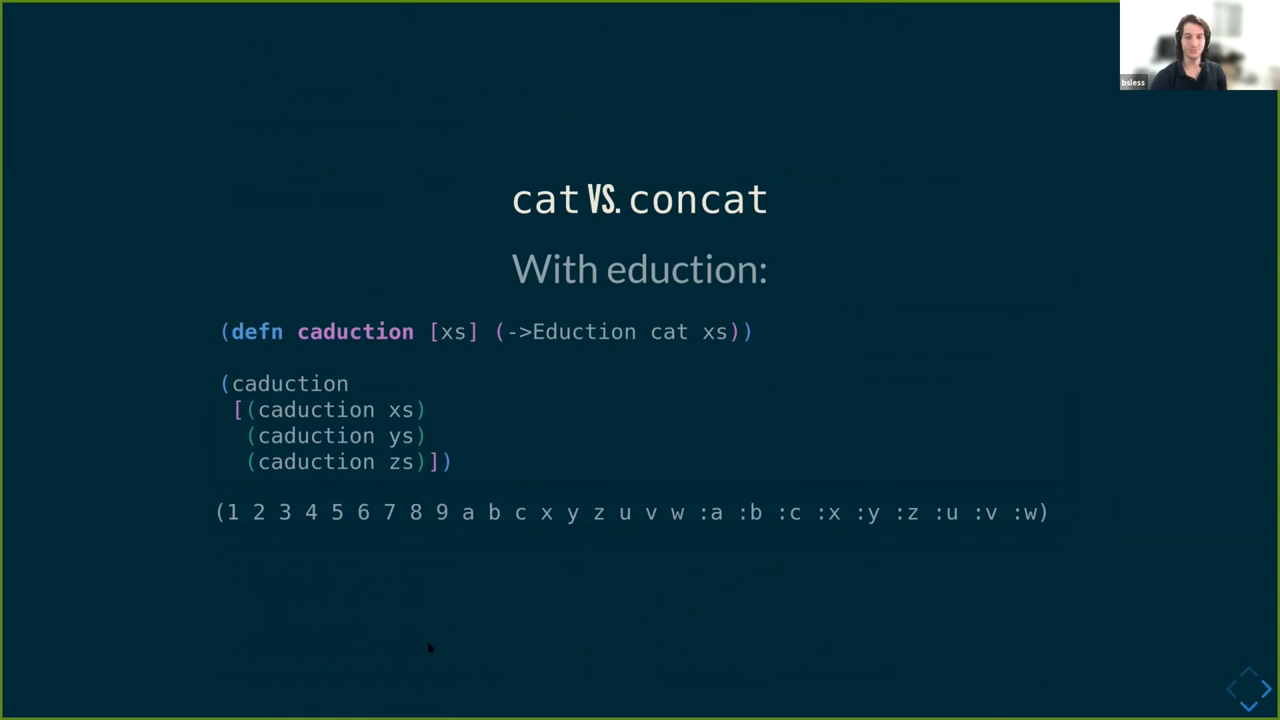 bsless
cat VS. concat
With eduction:
(defn caduction [xs] (->Eduction cat xs))
(caduction
[(caduction xs)
(caduction ys)
(caduction zs)])
(1 2 3 4 5 6 7 8 9 a b c x y z u v w :a :b :c :x :y :z :u :v :w)